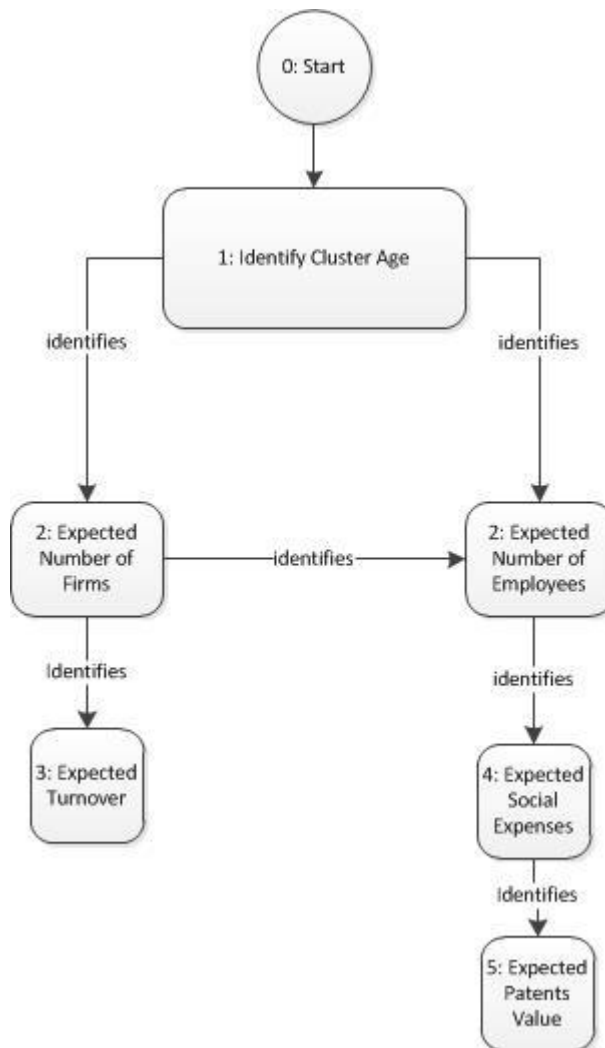 0: Start
1: Identify Cluster Age
identifies
identifies
2: Expected
Number of
Firms
identifies
2: Expected
Number of
Employees
Identifies
identifies
3: Expected
Turnover
4: Expected
Social
Expenses
Identifies
5: Expected
Patents
Value